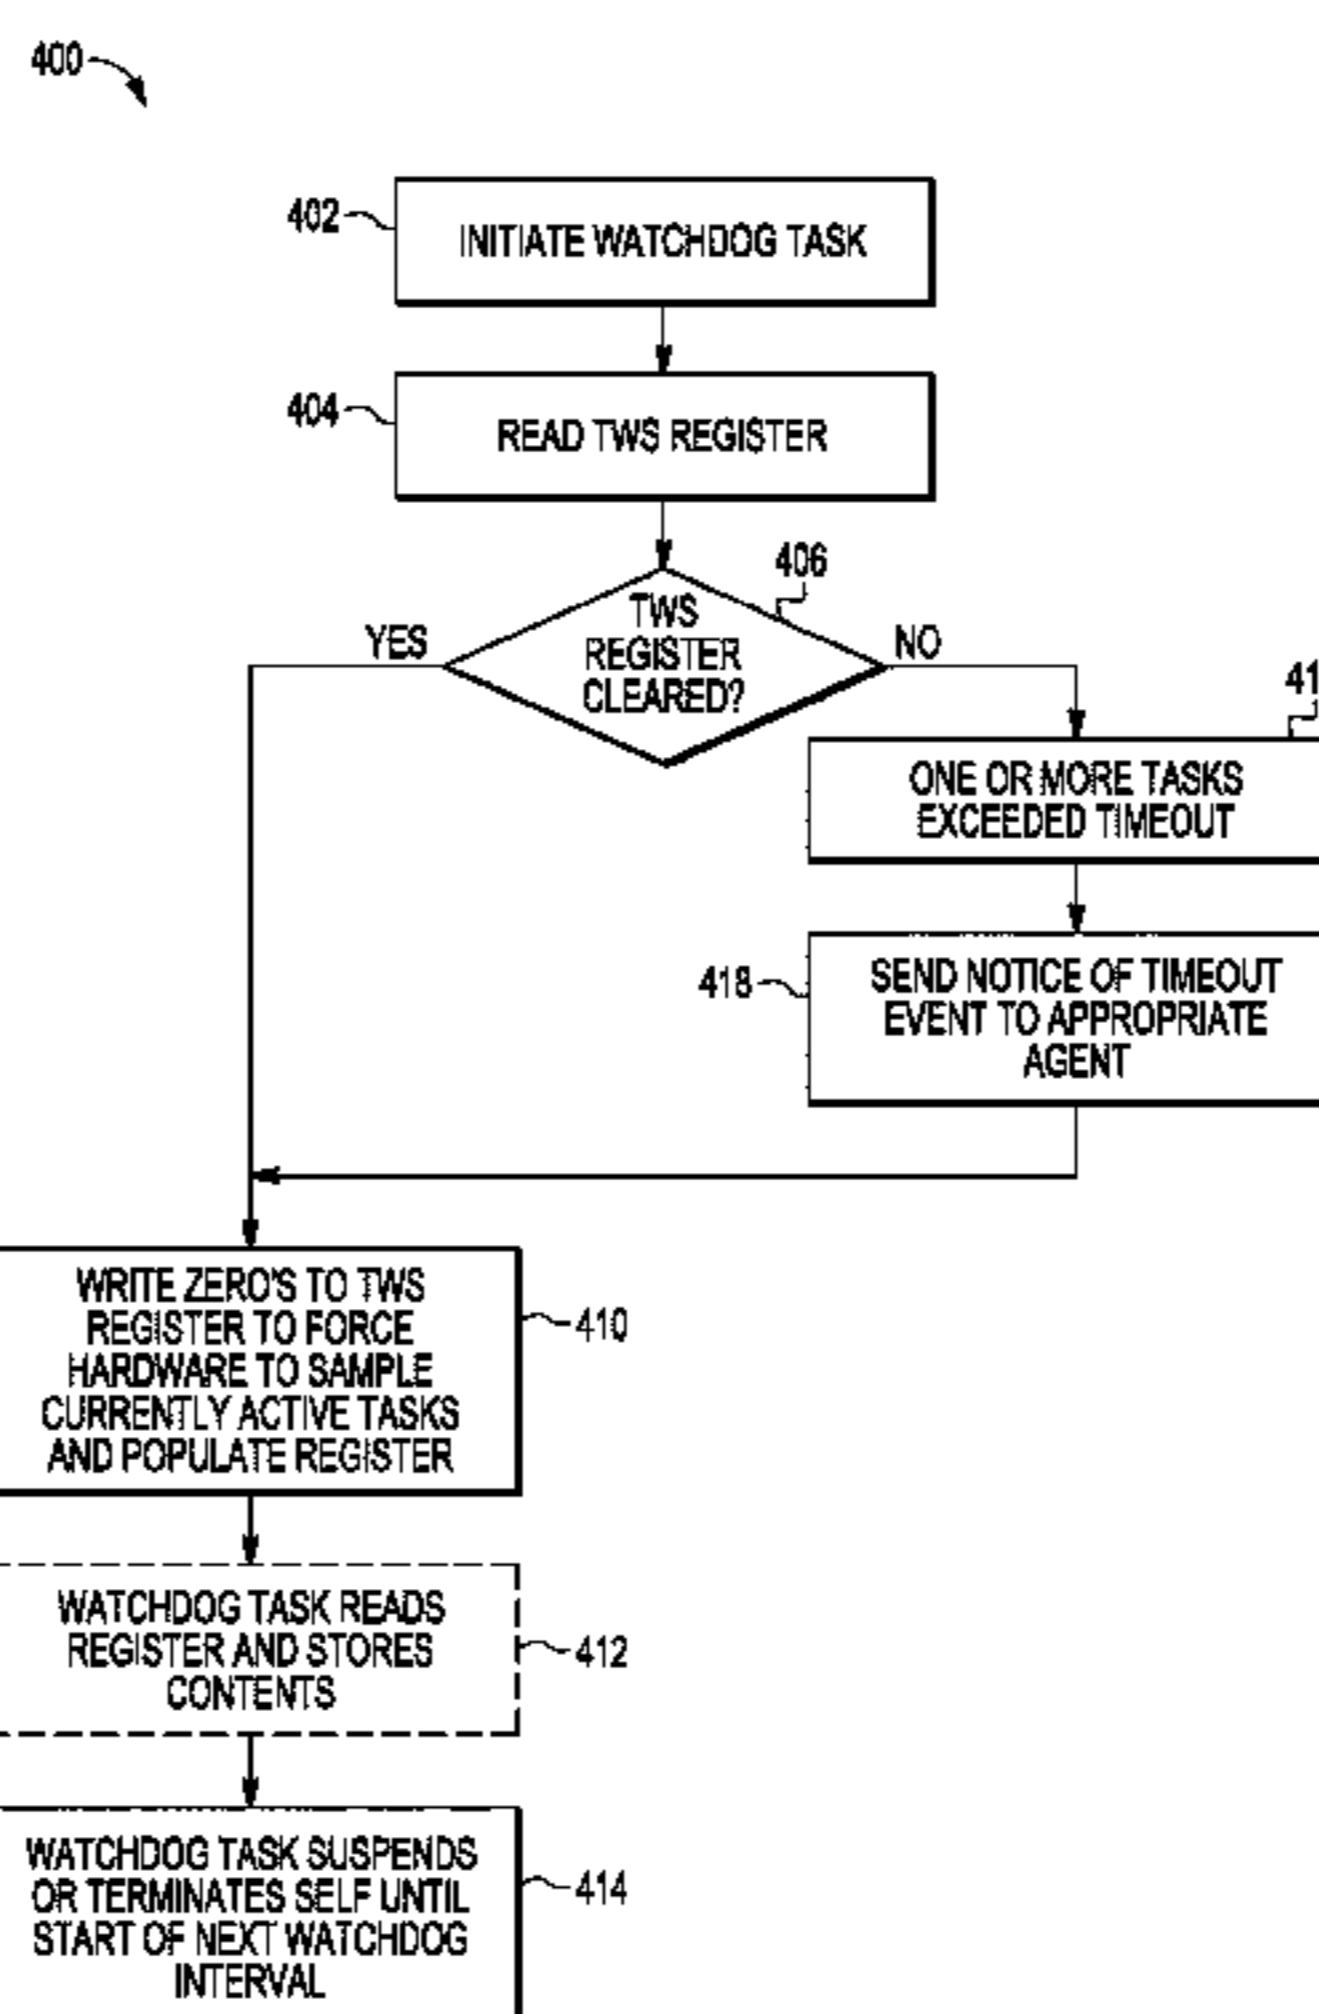 400
402
INITIATE WATCHDOG TASK
404
READ TWS REGISTER
406
TWS
REGISTER
CLEARED?
YES
NO
41
ONE OR MORE TASKS
EXCEEDED TIMEOUT
418
SEND NOTICE OF TIMEOUT
EVENT TO APPROPRIATE
AGENT
WRITE ZERO'S TO TWS
REGISTER TO FORCE
HARDWARE TO SAMPLE
CURRENTLY ACTIVE TASKS
AND POPULATE REGISTER
410
WATCHDOG TASK READS
REGISTER AND STORES
CONTENTS
412
WATCHDOG TASK SUSPENDS
OR TERMINATES SELF UNTIL
START OF NEXT WATCHDOG
INTERVAL
414